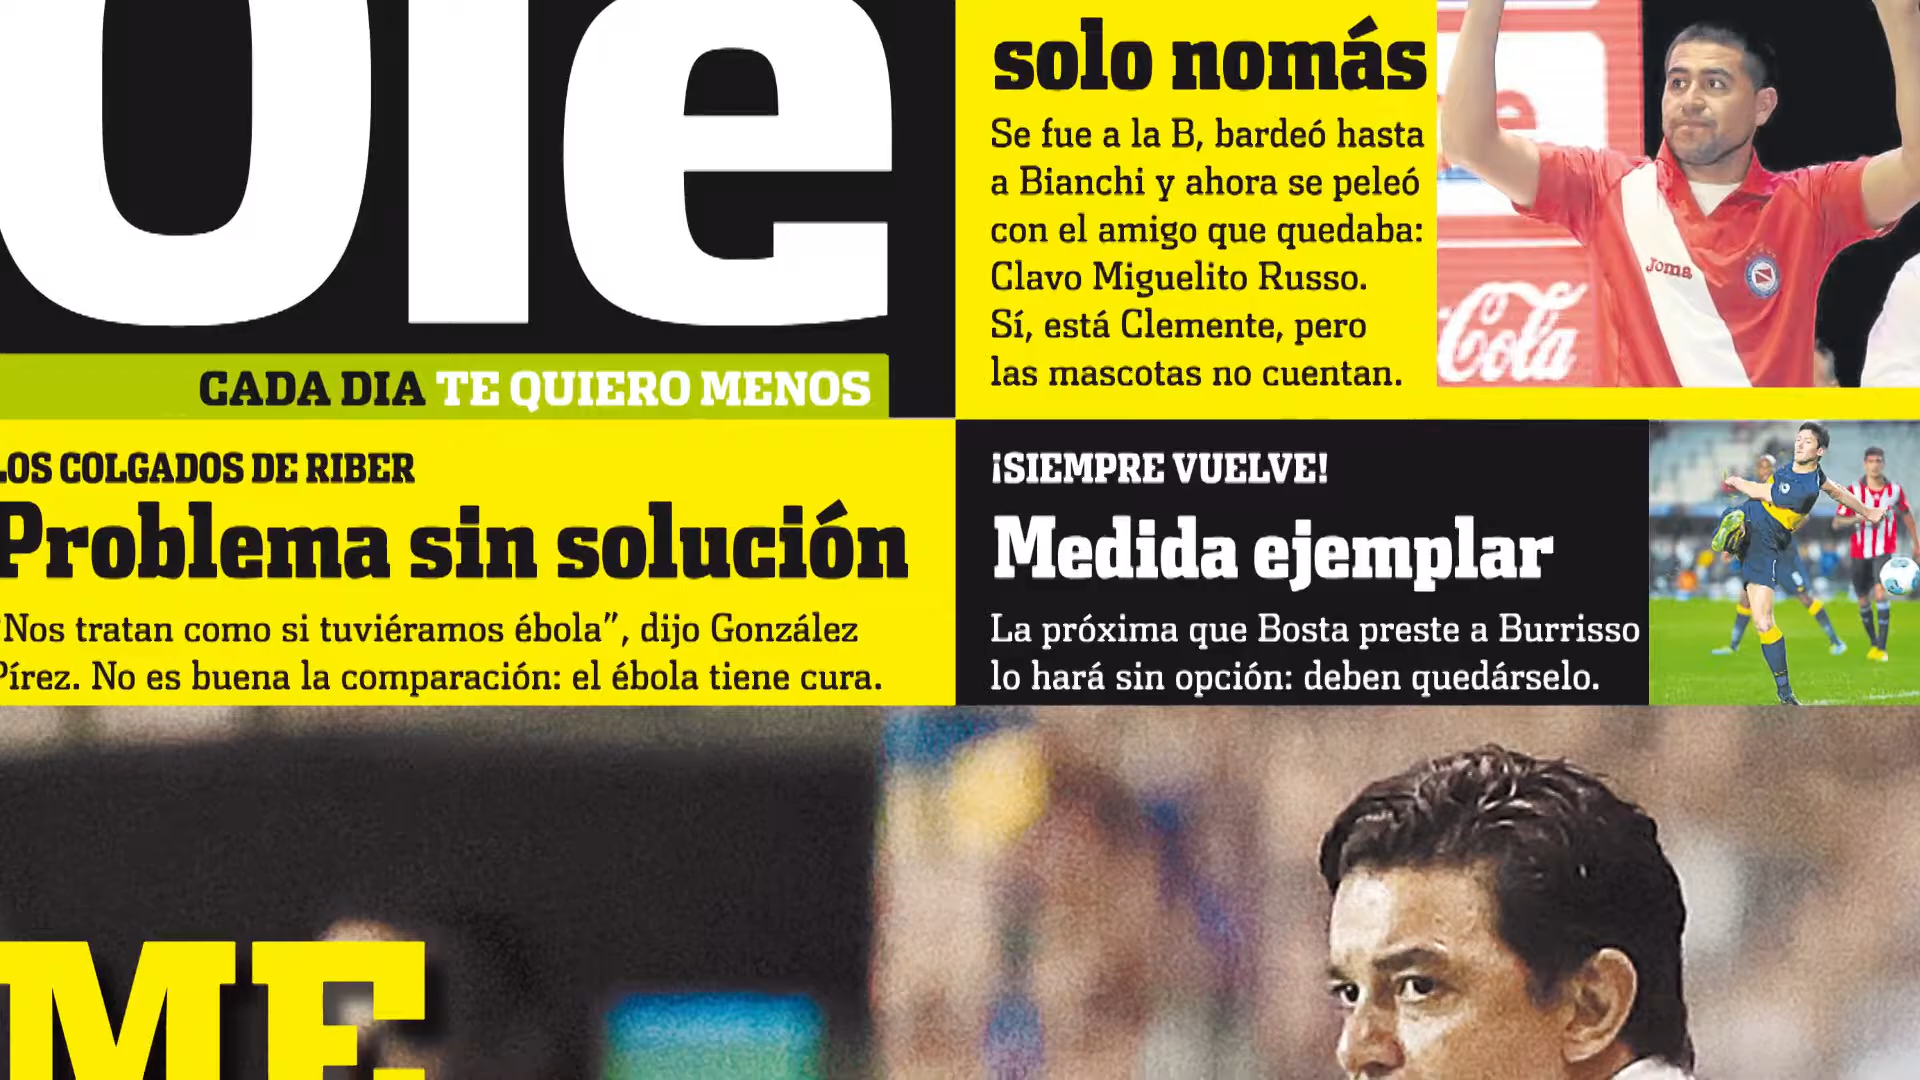 Olé
CADA DIA TE QUIERO MENOS
solo nomás
Se fue a la B, bardeó hasta
a Bianchi y ahora se peleó
con el amigo que quedaba:
Clavo Miguelito Russo.
Sí, está Clemente, pero
las mascotas no cuentan.
Joma
Cola
LOS COLGADOS DE RIBER
Problema sin solución
“Nos tratan como si tuviéramos ébola”, dijo González
Pírez. No es buena la comparación: el ébola tiene cura.
¡SIEMPRE VUELVE!
Medida ejemplar
La próxima que Bosta preste a Burrisso
lo hará sin opción: deben quedárselo.
ME